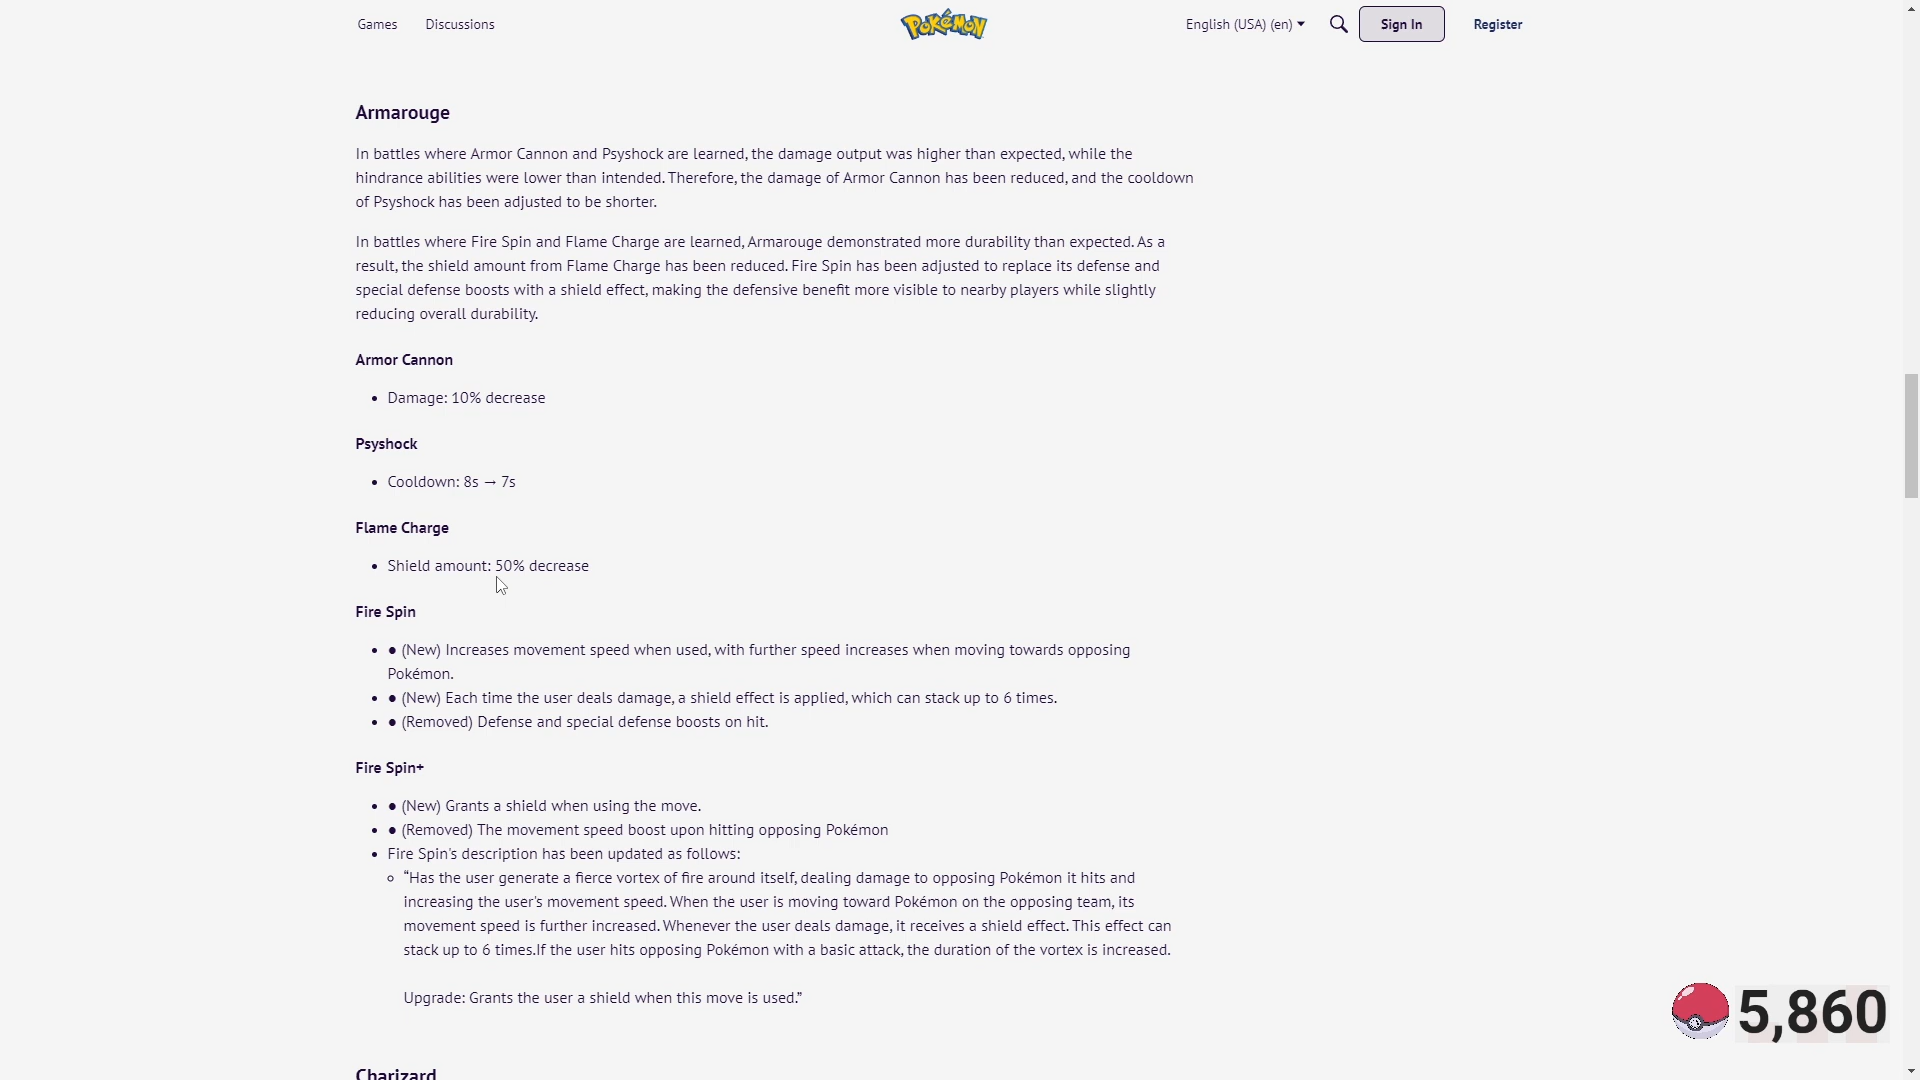 Games
Discussions
POKéMON
English (USA) (en)
Sign In
Register
Armarouge
In battles where Armor Cannon and Psyshock are learned, the damage output was higher than expected, while the
hindrance abilities were lower than intended. Therefore, the damage of Armor Cannon has been reduced, and the cooldown
of Psyshock has been adjusted to be shorter.
In battles where Fire Spin and Flame Charge are learned, Armarouge demonstrated more durability than expected. As a
result, the shield amount from Flame Charge has been reduced. Fire Spin has been adjusted to replace its defense and
special defense boosts with a shield effect, making the defensive benefit more visible to nearby players while slightly
reducing overall durability.
Armor Cannon
• Damage: 10% decrease
Psyshock
• Cooldown: 8s → 7s
Flame Charge
• Shield amount: 50% decrease
Fire Spin
• ● (New) Increases movement speed when used, with further speed increases when moving towards opposing
Pokémon.
• ● (New) Each time the user deals damage, a shield effect is applied, which can stack up to 6 times.
• ● (Removed) Defense and special defense boosts on hit.
Fire Spin+
• ● (New) Grants a shield when using the move.
• ● (Removed) The movement speed boost upon hitting opposing Pokémon
• Fire Spin's description has been updated as follows:
○ “Has the user generate a fierce vortex of fire around itself, dealing damage to opposing Pokémon it hits and
increasing the user's movement speed. When the user is moving toward Pokémon on the opposing team, its
movement speed is further increased. Whenever the user deals damage, it receives a shield effect. This effect can
stack up to 6 times.If the user hits opposing Pokémon with a basic attack, the duration of the vortex is increased.
Upgrade: Grants the user a shield when this move is used.”
Charizard
5,860